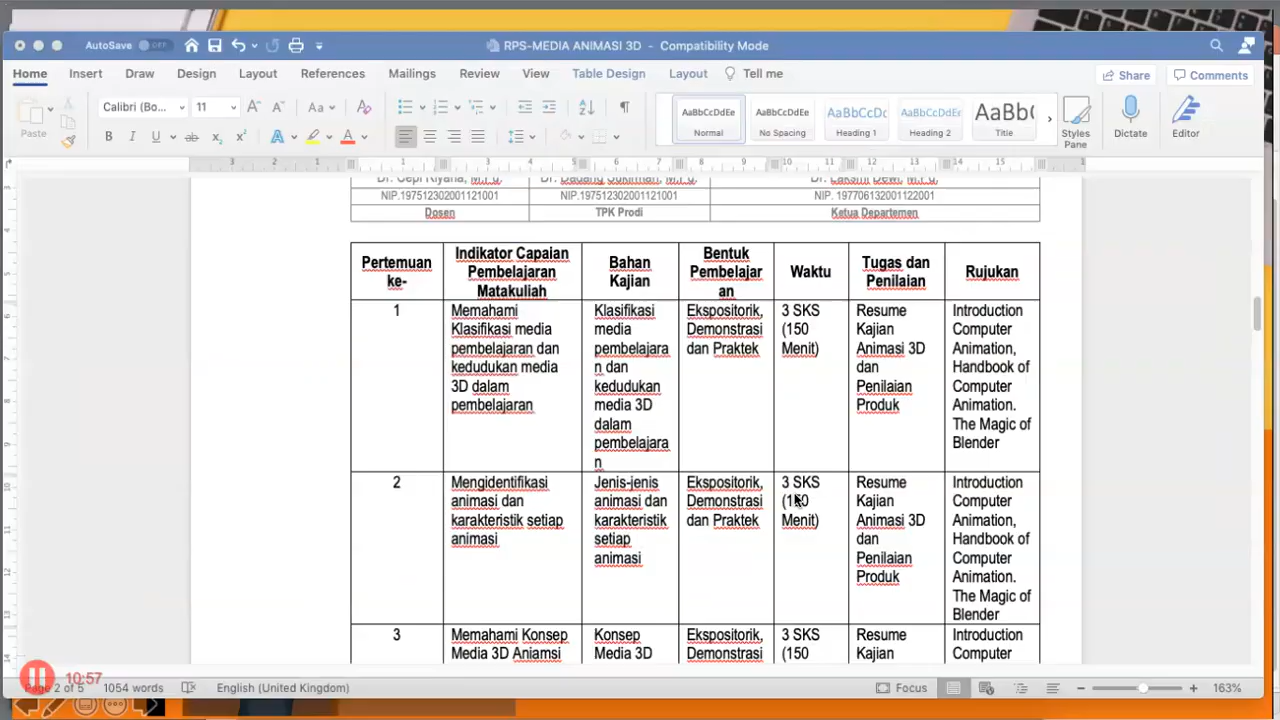 AutoSave OFF
RPS-MEDIA ANIMASI 3D - Compatibility Mode
Home Insert Draw Design Layout References Mailings Review View Table Design Layout Tell me
Share Comments
Paste
Calibri (Bo... 11
AaBbCcDdEe AaBbCcDdEe AaBbCcDc AaBbCcDdEe AaBb(
Normal No Spacing Heading 1 Heading 2 Title
Styles Pane
Dictate
Editor
NIP.197512302001121001 NIP.197512302001121001 NIP. 197706132001122001
Dosen TPK Prodi Ketua Departemen
Pertemuan
ke-
Indikator Capaian
Pembelajaran
Matakuliah
Bahan
Kajian
Bentuk
Pembelajar
an
Waktu
Tugas dan
Penilaian
Rujukan
1
Memahami
Klasifikasi media
pembelajaran dan
kedudukan media
3D dalam
pembelajaran
Klasifikasi
media
pembelajara
n dan
kedudukan
media 3D
dalam
pembelajara
n
Ekspositorik,
Demonstrasi
dan Praktek
3 SKS
(150
Menit)
Resume
Kajian
Animasi 3D
dan
Penilaian
Produk
Introduction
Computer
Animation,
Handbook of
Computer
Animation.
The Magic of
Blender
2
Mengidentifikasi
animasi dan
karakteristik setiap
animasi
Jenis-jenis
animasi dan
karakteristik
setiap
animasi
Ekspositorik,
Demonstrasi
dan Praktek
3 SKS
(150
Menit)
Resume
Kajian
Animasi 3D
dan
Penilaian
Produk
Introduction
Computer
Animation,
Handbook of
Computer
Animation.
The Magic of
Blender
3
Memahami Konsep
Media 3D Aniamsi
Konsep
Media 3D
Ekspositorik,
Demonstrasi
3 SKS
(150
Resume
Kajian
Introduction
Computer
10:57
Page 2 of 5 1054 words English (United Kingdom) Focus 163%